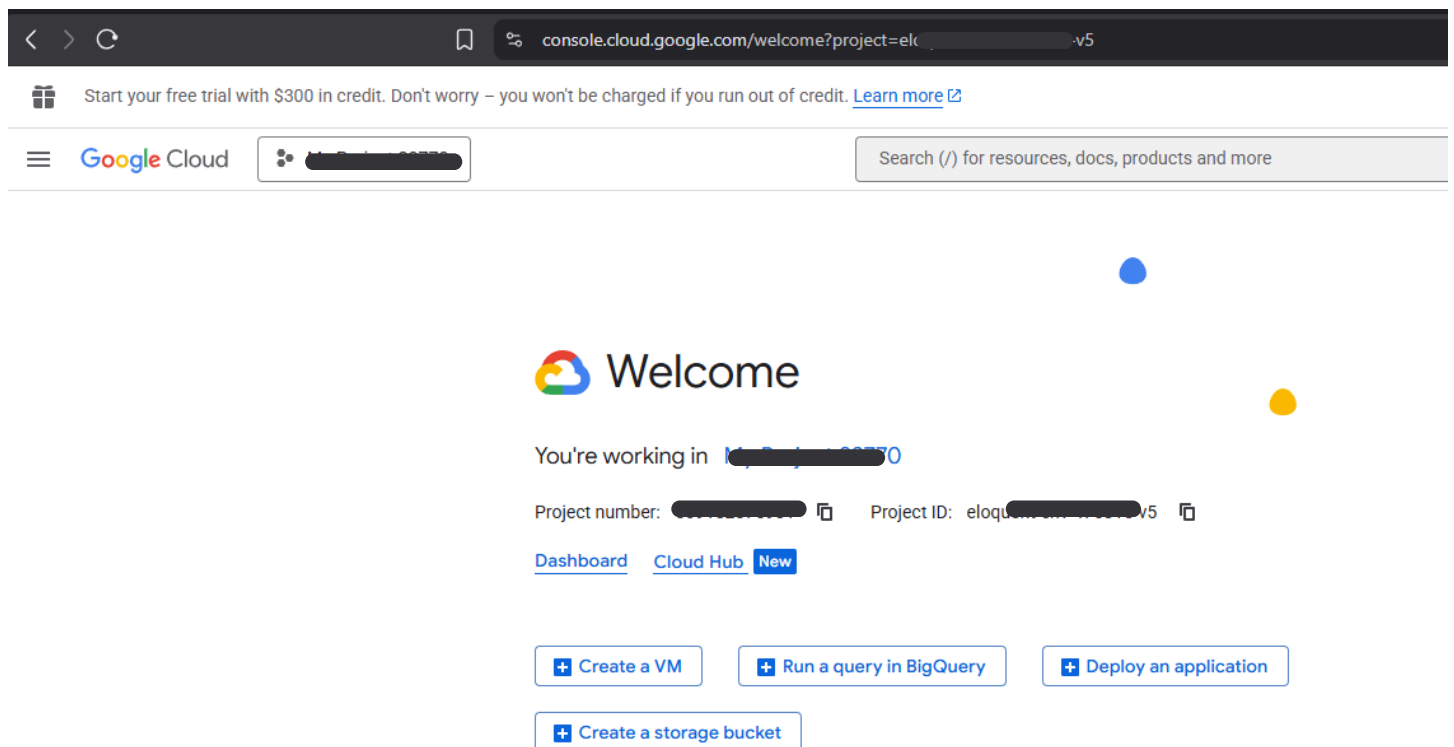 console.cloud.google.com/welcome?project=elo -v5
Start your free trial with $300 in credit. Don't worry – you won't be charged if you run out of credit. Learn more
Google Cloud
Search (/) for resources, docs, products and more
Welcome
You're working in
Project number: Project ID: eloqu v5
Dashboard Cloud Hub New
Create a VM Run a query in BigQuery Deploy an application
Create a storage bucket